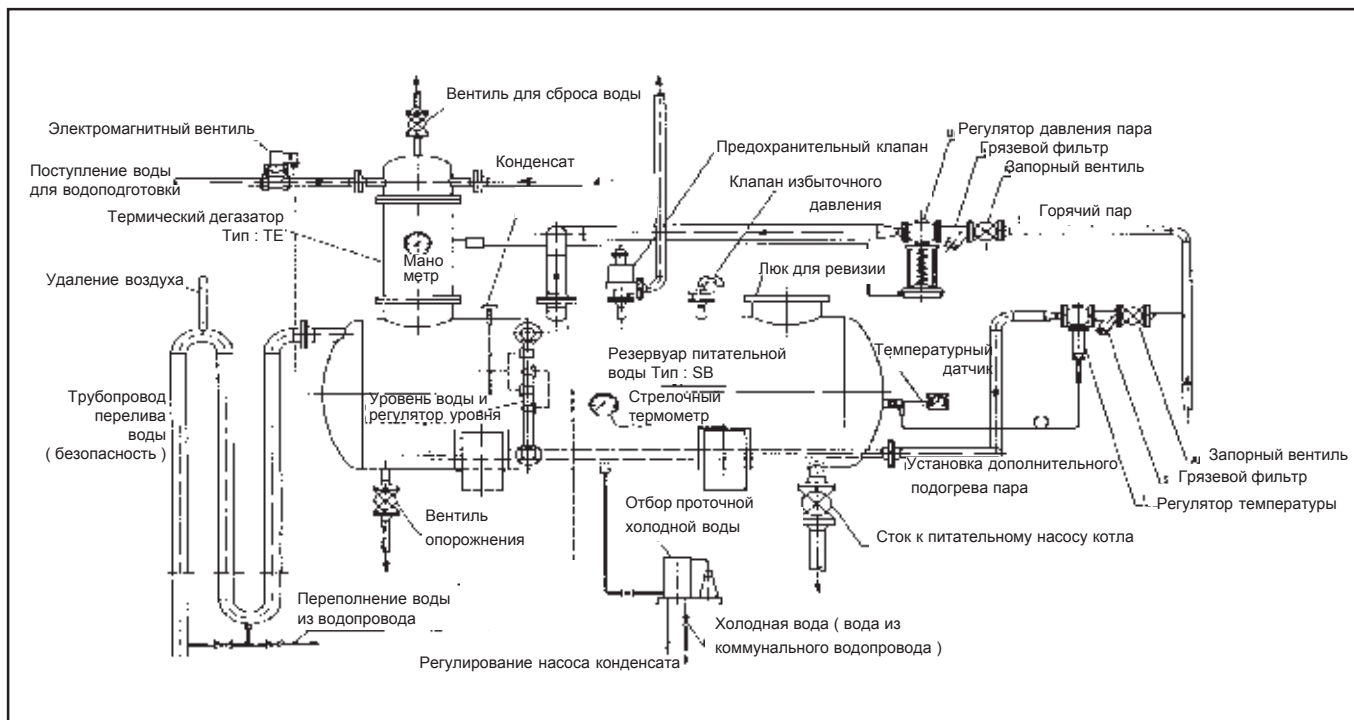 Вентиль для сброса воды
Электромагнитный вентиль
Поступление воды
для водоподготовки
Конденсат
Термический дегазатор
Тип : TE
Мано
метр
Предохранительный клапан
Клапан избыточного
давления
Регулятор давления пара
Грязевой фильтр
Запорный вентиль
Горячий пар
Люк для ревизии
Удаление воздуха
Трубопровод
перелива
воды
( безопасность )
Уровень воды и
регулятор уровня
Резервуар питательной
воды Тип : SB
Стрелочный
термометр
Температурный
датчик
Установка дополнительного
подогрева пара
Запорный вентиль
Грязевой фильтр
Регулятор температуры
Вентиль
опорожнения
Отбор проточной
холодной воды
Сток к питательному насосу котла
Переполнение воды
из водопровода
Холодная вода ( вода из
коммунального водопровода )
Регулирование насоса конденсата